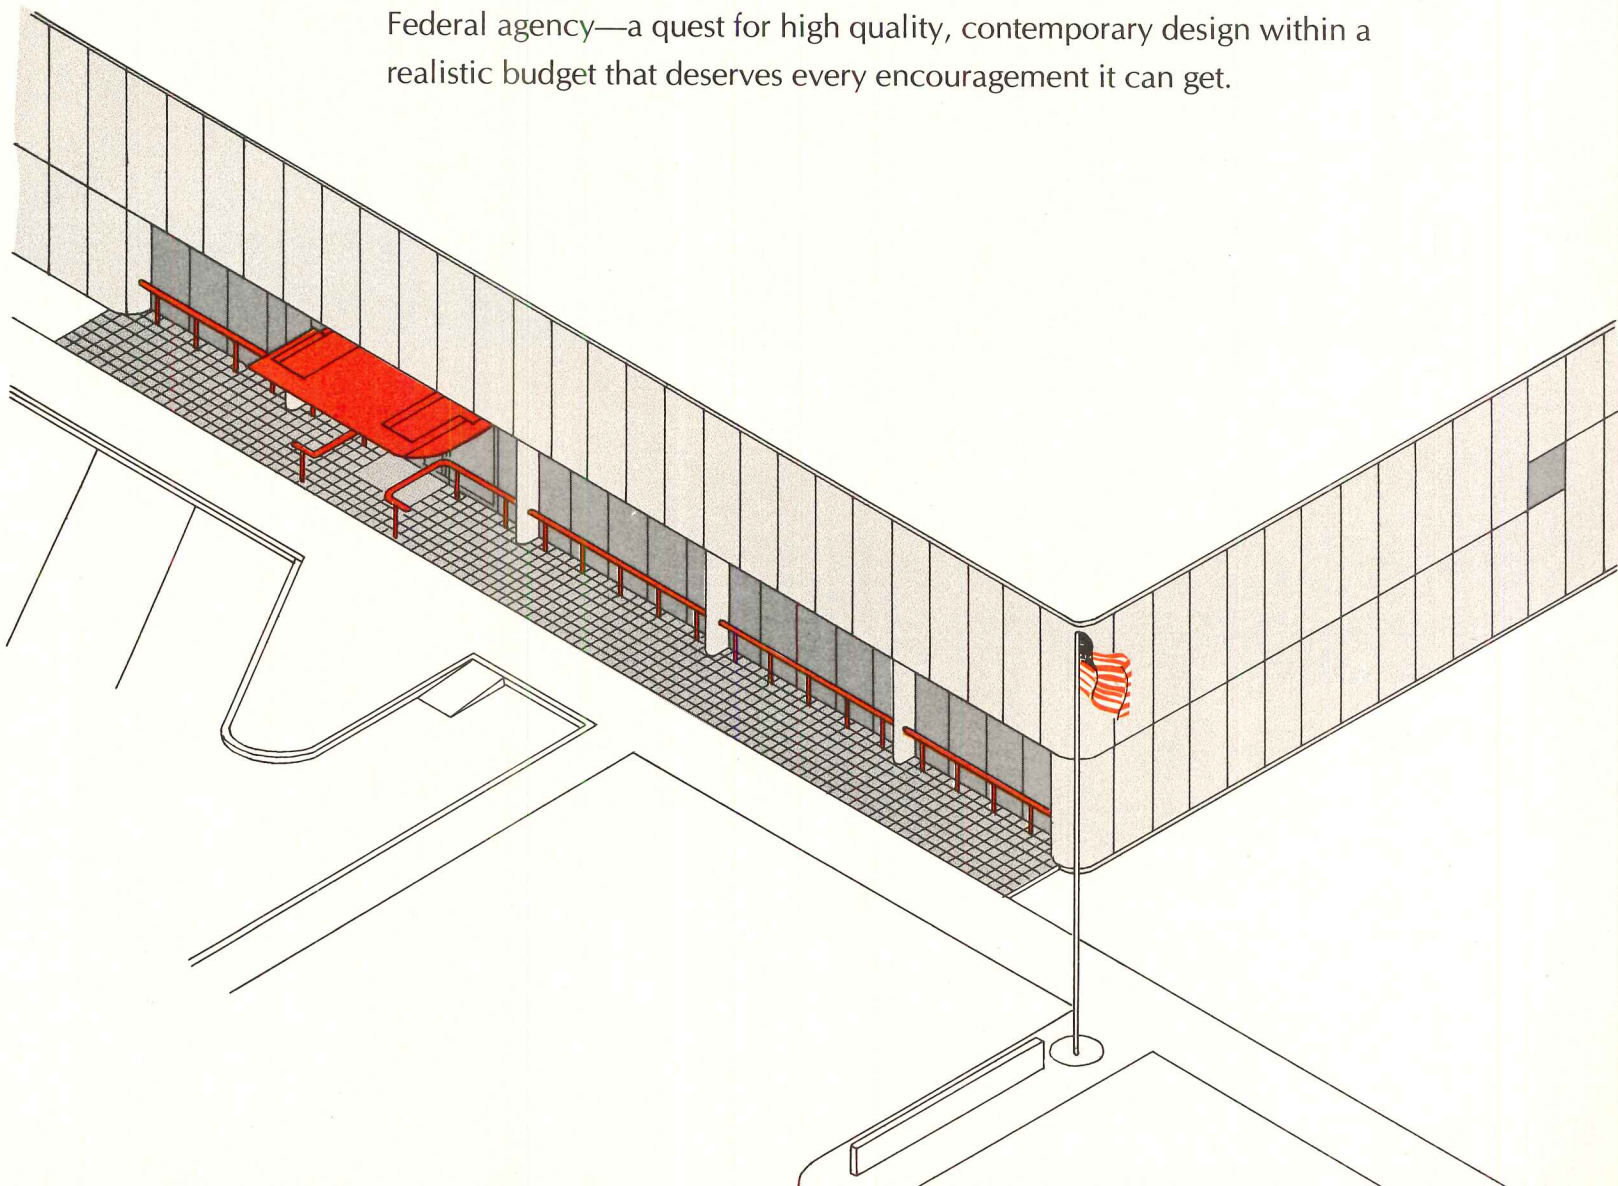 Federal agency—a quest for high quality, contemporary design within a
realistic budget that deserves every encouragement it can get.